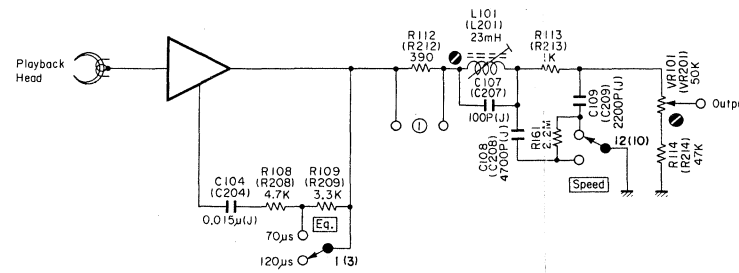 Playback
Head
R112
(R212)
390
L101
(L201)
23mH
R113
(R213)
1K
C107
(C207)
100P(J)
1
C108
(C208)
4700P(J)
R161
2.2M
C109
(C209)
2200P(J)
12(10)
Speed
VR101
(VR201)
50K
Outpu
R114
(R214)
47K
C104
(C204)
0.015μ(J)
R108
(R208)
4.7K
R109
(R209)
3.3K
Eq.
70μs
120μs
1(3)